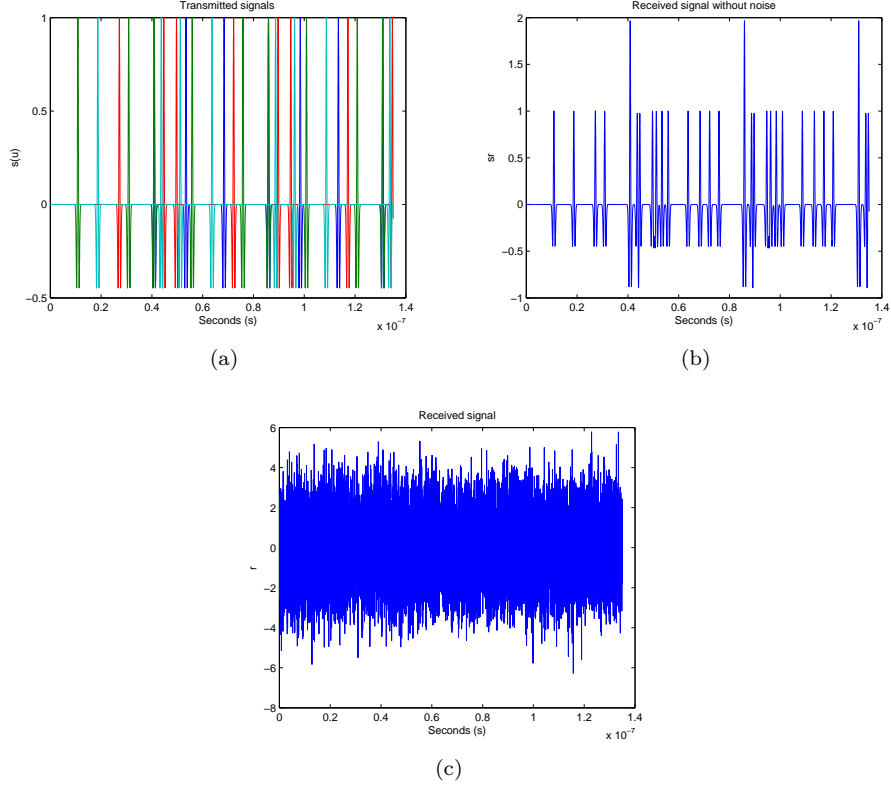 Transmitted signals
1
0.5
s(u)
0
−0.5
0 0.2 0.4 0.6 0.8 1 1.2 1.4
Seconds (s)
x 10⁻⁷
(a)
Received signal without noise
2
1.5
1
sr
0.5
0
−0.5
−1
0 0.2 0.4 0.6 0.8 1 1.2 1.4
Seconds (s)
x 10⁻⁷
(b)
Received signal
6
4
2
0
r
−2
−4
−6
−8
0 0.2 0.4 0.6 0.8 1 1.2 1.4
Seconds (s)
x 10⁻⁷
(c)